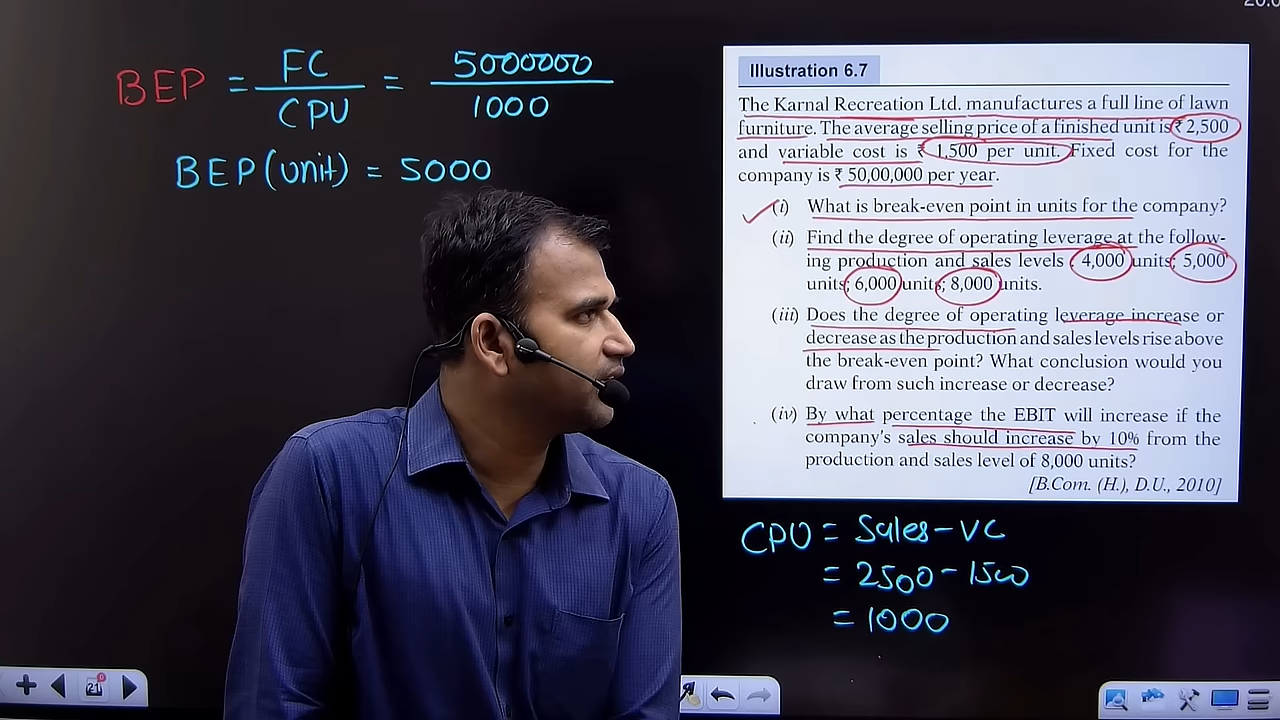 BEP = FC / CPU = 5000000 / 1000
BEP (unit) = 5000
Illustration 6.7
The Karnal Recreation Ltd. manufactures a full line of lawn
furniture. The average selling price of a finished unit is ₹ 2,500
and variable cost is ₹ 1,500 per unit. Fixed cost for the
company is ₹ 50,00,000 per year.
(i) What is break-even point in units for the company?
(ii) Find the degree of operating leverage at the follow-
ing production and sales levels : 4,000 units; 5,000
units; 6,000 units; 8,000 units.
(iii) Does the degree of operating leverage increase or
decrease as the production and sales levels rise above
the break-even point? What conclusion would you
draw from such increase or decrease?
(iv) By what percentage the EBIT will increase if the
company's sales should increase by 10% from the
production and sales level of 8,000 units?
[B.Com. (H.), D.U., 2010]
CPU = Sales - VC
= 2500 - 1500
= 1000
21